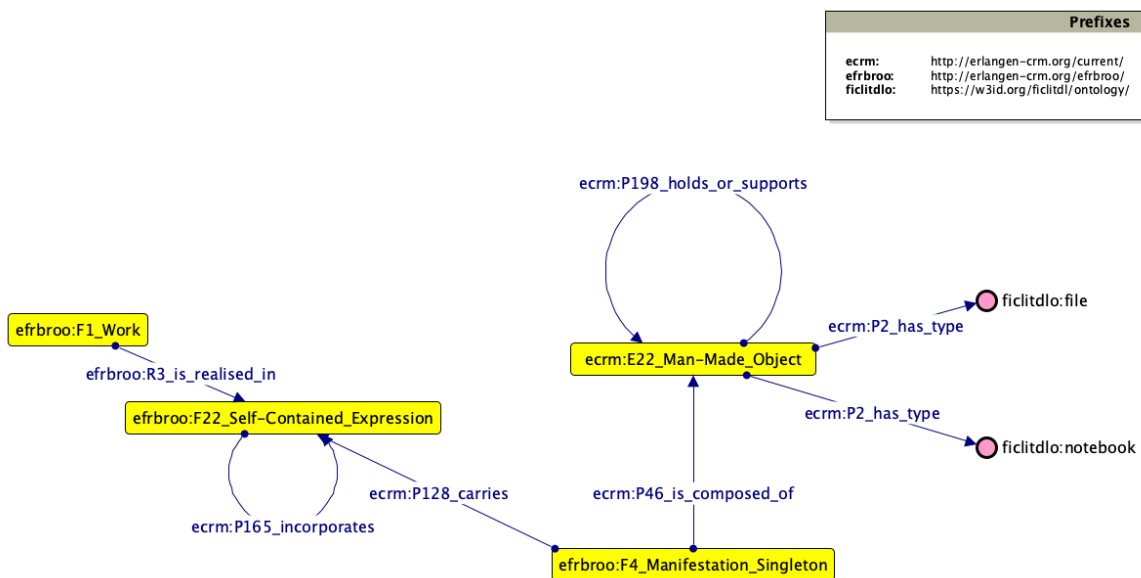 Prefixes
ecrm: http://erlangen-crm.org/current/
efrbroo: http://erlangen-crm.org/efrbroo/
ficlitdlo: https://w3id.org/ficlitdl/ontology/
ecrm:P198_holds_or_supports
ficlitdlo:file
efrbroo:F1_Work
ecrm:P2_has_type
ecrm:E22_Man-Made_Object
efrbroo:R3_is_realised_in
ecrm:P2_has_type
efrbroo:F22_Self-Contained_Expression
ficlitdlo:notebook
ecrm:P128_carries
ecrm:P46_is_composed_of
ecrm:P165_incorporates
efrbroo:F4_Manifestation_Singleton